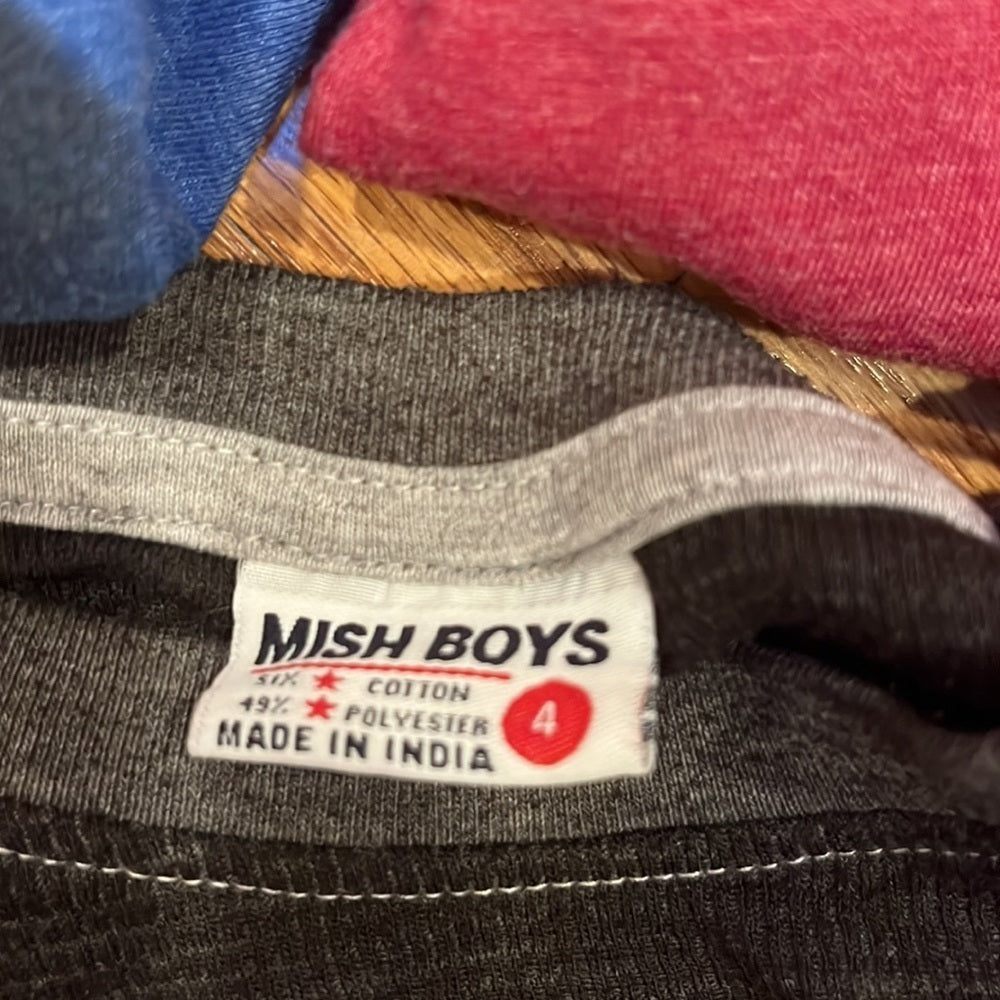 MISH BOYS
51% ★ COTTON
49% ★ POLYESTER
MADE IN INDIA
4